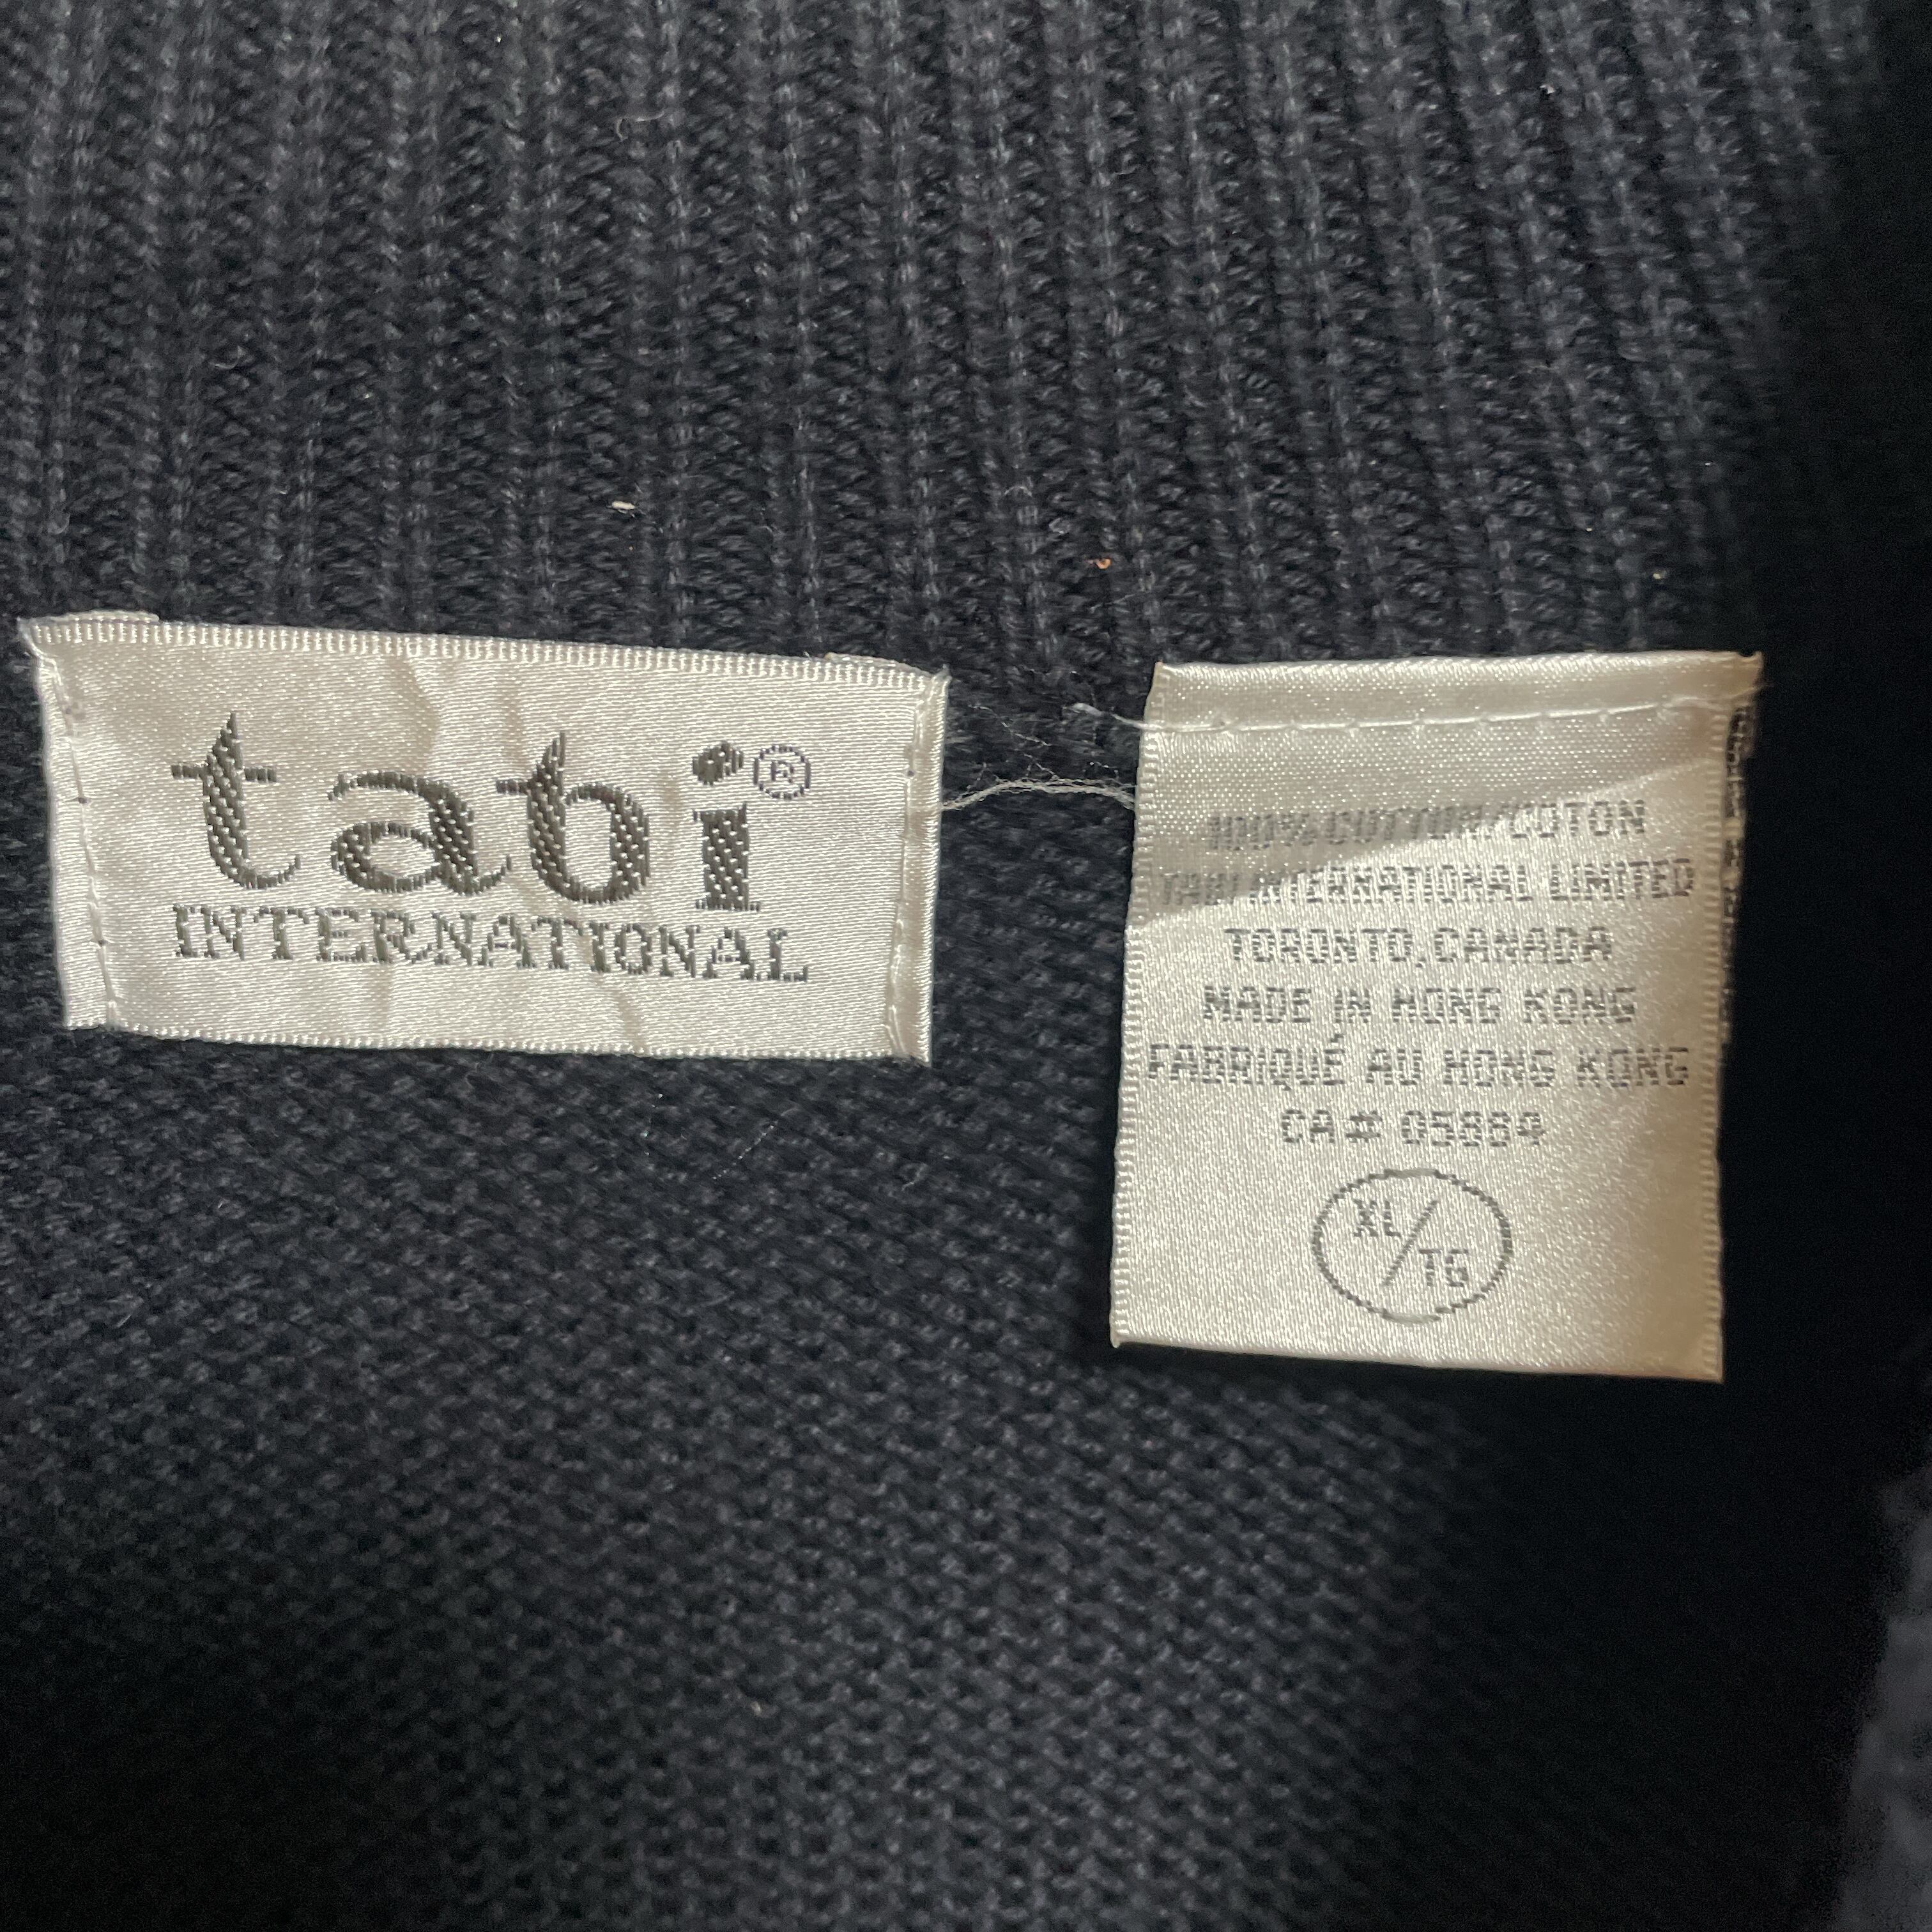 tabi®
INTERNATIONAL
100% COTTON/COTON
TABI INTERNATIONAL LIMITED
TORONTO, CANADA
MADE IN HONG KONG
FABRIQUÉ AU HONG KONG
CA# 05884
XL/TG